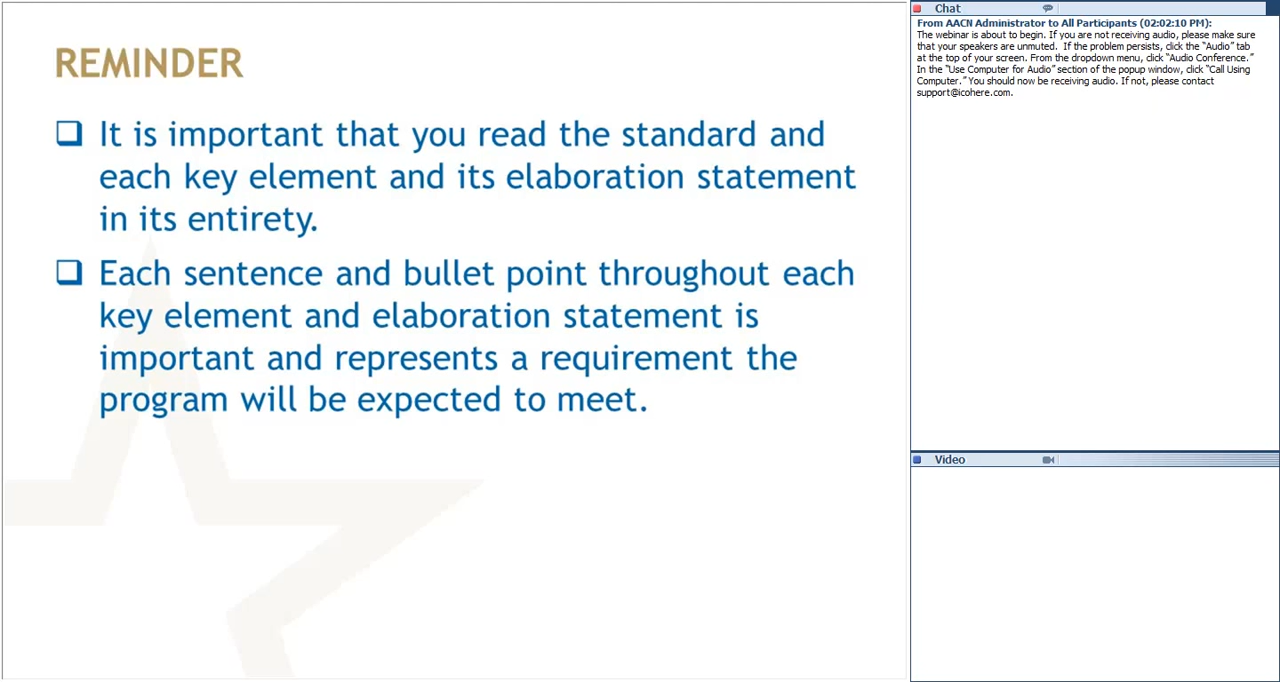 REMINDER
❑ It is important that you read the standard and
each key element and its elaboration statement
in its entirety.
❑ Each sentence and bullet point throughout each
key element and elaboration statement is
important and represents a requirement the
program will be expected to meet.
Chat
From AACN Administrator to All Participants (02:02:10 PM):
The webinar is about to begin. If you are not receiving audio, please make sure
that your speakers are unmuted.  If the problem persists, click the “Audio” tab
at the top of your screen. From the dropdown menu, click “Audio Conference.”
In the “Use Computer for Audio” section of the popup window, click “Call Using
Computer.” You should now be receiving audio. If not, please contact
support@icohere.com.
Video